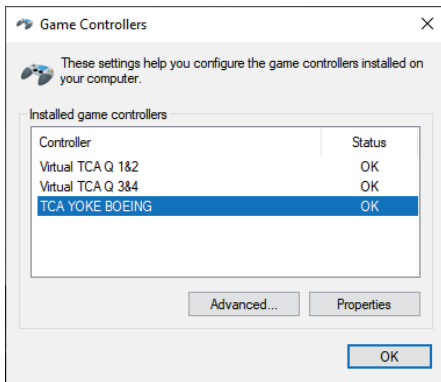 Game Controllers
These settings help you configure the game controllers installed on
your computer.
Installed game controllers
Controller Status
Virtual TCA Q 1&2 OK
Virtual TCA Q 3&4 OK
TCA YOKE BOEING OK
Advanced... Properties
OK